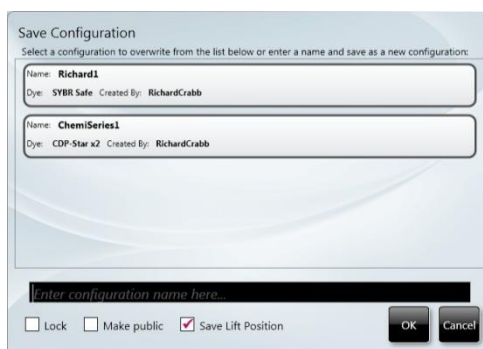 Save Configuration
Select a configuration to overwrite from the list below or enter a name and save as a new configuration:
Name: Richard1
Dye: SYBR Safe Created By: RichardCrabb
Name: ChemiSeries1
Dye: CDP-Star x2 Created By: RichardCrabb
Enter configuration name here...
Lock Make public Save Lift Position OK Cancel